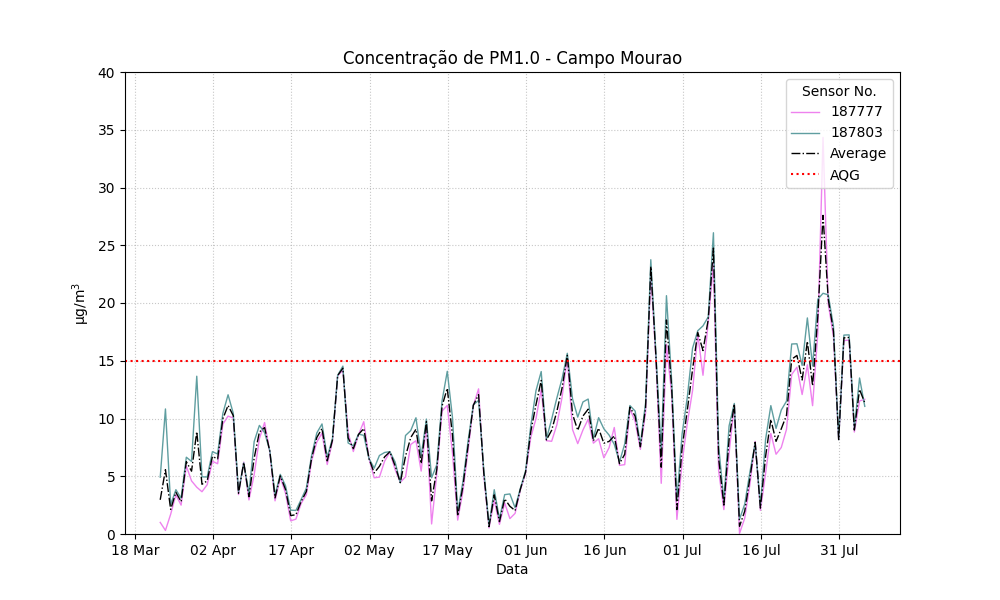 Concentração de PM1.0 - Campo Mourao
40
35
30
25
20
15
10
5
0
µg/m³
Sensor No.
187777
187803
Average
AQG
18 Mar
02 Apr
17 Apr
02 May
17 May
01 Jun
16 Jun
01 Jul
16 Jul
31 Jul
Data